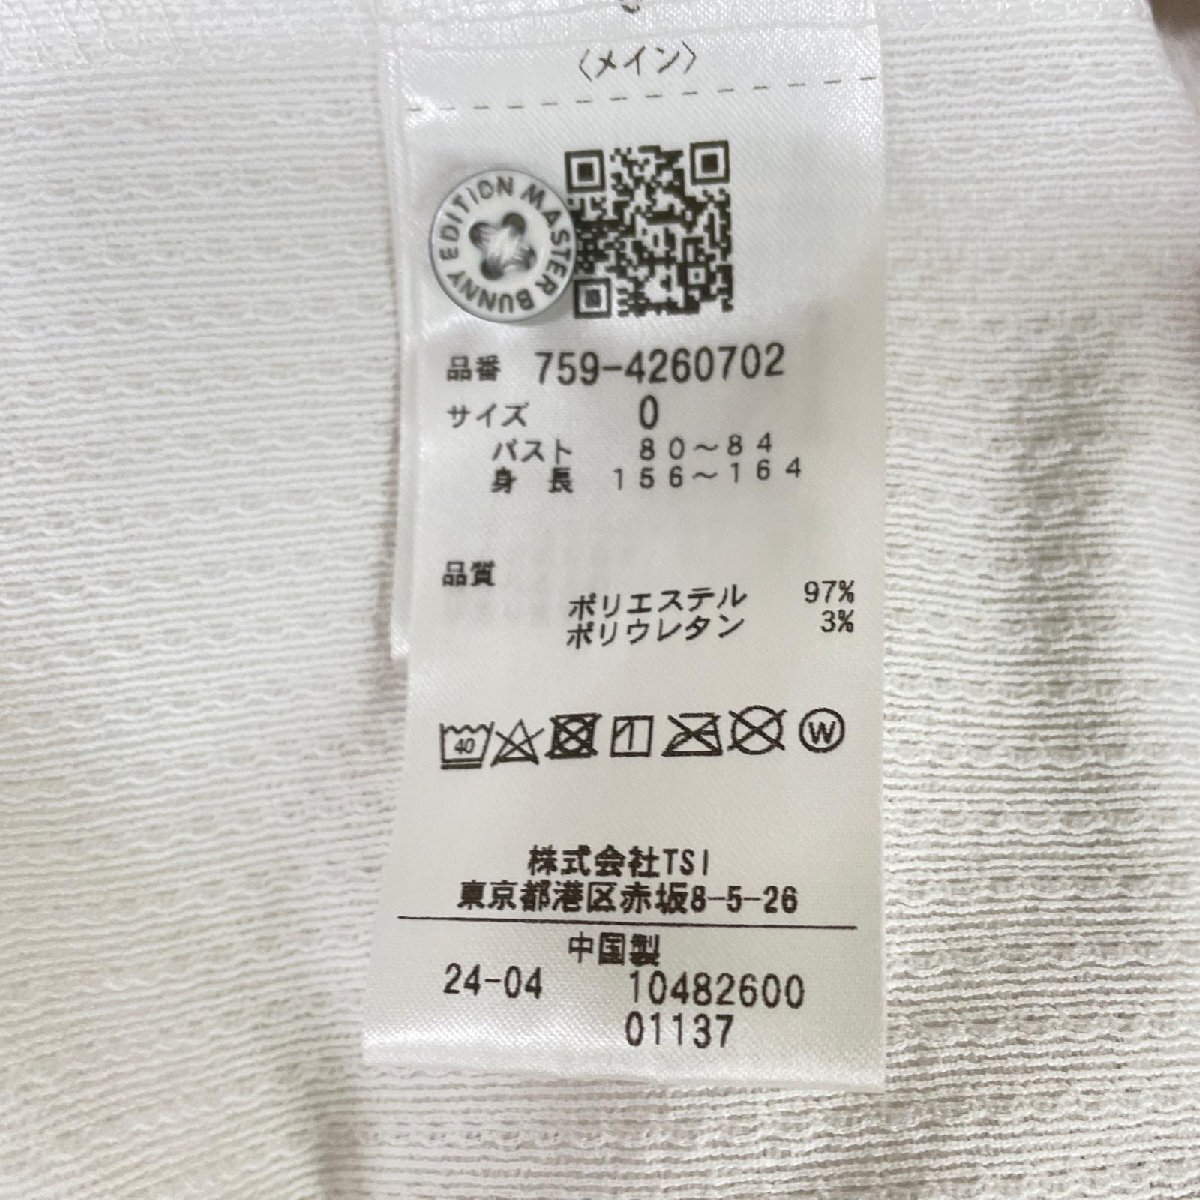 〈メイン〉
MASTER BUNNY EDITION
品番 759-4260702
サイズ 0
バスト 80～84
身長 156～164
品質
ポリエステル 97%
ポリウレタン 3%
40 W
株式会社TSI
東京都港区赤坂8-5-26
中国製
24-04 10482600
01137